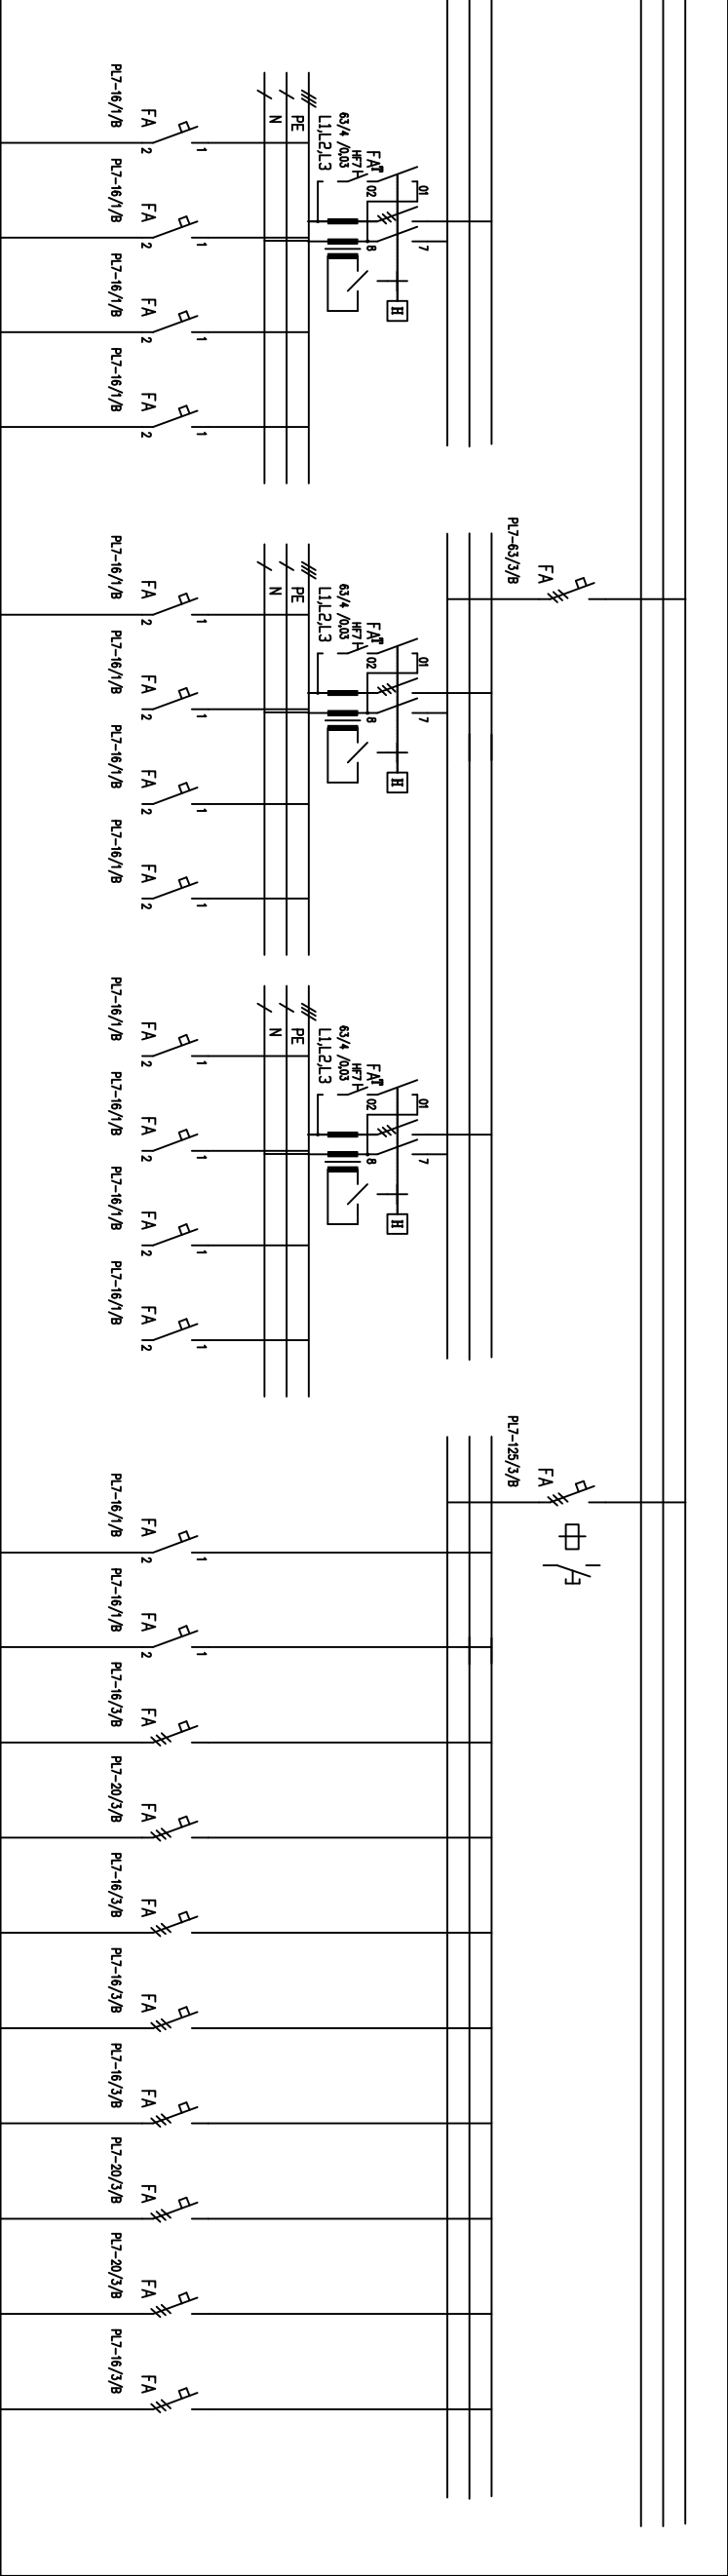 PL7-63/3/B
FA
PL7-125/3/B
FA
01
7
02
8
FAI
HF7
63/4 /0,03
L1,L2,L3
H
PE
N
01
7
02
8
FAI
HF7
63/4 /0,03
L1,L2,L3
H
PE
N
01
7
02
8
FAI
HF7
63/4 /0,03
L1,L2,L3
H
PE
N
1
FA
2
PL7-16/1/B
1
FA
2
PL7-16/1/B
1
FA
2
PL7-16/1/B
1
FA
2
PL7-16/1/B
1
FA
2
PL7-16/1/B
1
FA
2
PL7-16/1/B
1
FA
2
PL7-16/1/B
1
FA
2
PL7-16/1/B
1
FA
2
PL7-16/1/B
1
FA
2
PL7-16/1/B
1
FA
2
PL7-16/1/B
1
FA
2
PL7-16/1/B
1
FA
2
PL7-16/1/B
1
FA
2
PL7-16/1/B
FA
PL7-16/3/B
FA
PL7-20/3/B
FA
PL7-16/3/B
FA
PL7-16/3/B
FA
PL7-16/3/B
FA
PL7-20/3/B
FA
PL7-20/3/B
FA
PL7-16/3/B